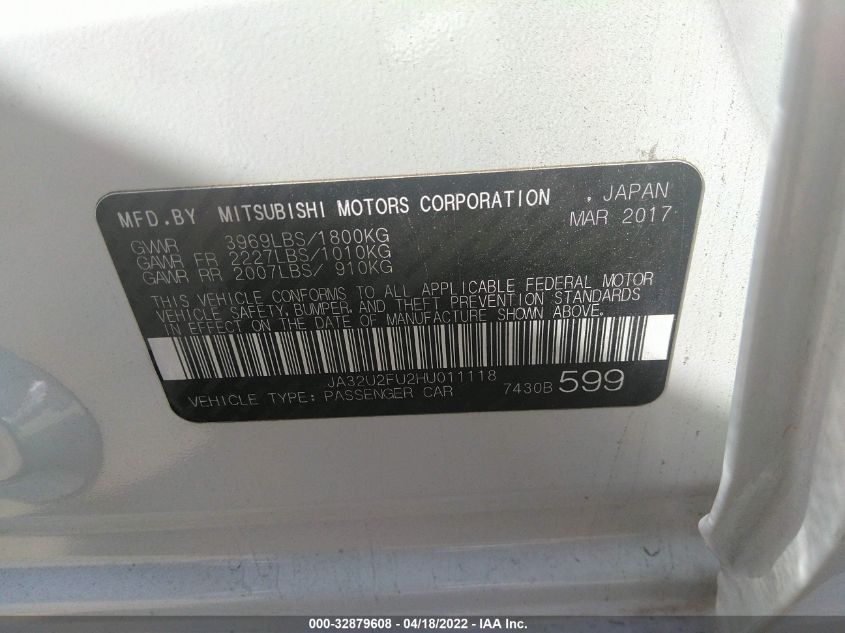 MFD.BY MITSUBISHI MOTORS CORPORATION , JAPAN
MAR 2017
GVWR 3969LBS/1800KG
GAWR FR 2227LBS/1010KG
GAWR RR 2007LBS/ 910KG
THIS VEHICLE CONFORMS TO ALL APPLICABLE FEDERAL MOTOR
VEHICLE SAFETY, BUMPER, AND THEFT PREVENTION STANDARDS
IN EFFECT ON THE DATE OF MANUFACTURE SHOWN ABOVE.
JA32U2FU2HU011118
VEHICLE TYPE: PASSENGER CAR 7430B 599
000-32879608 - 04/18/2022 - IAA Inc.